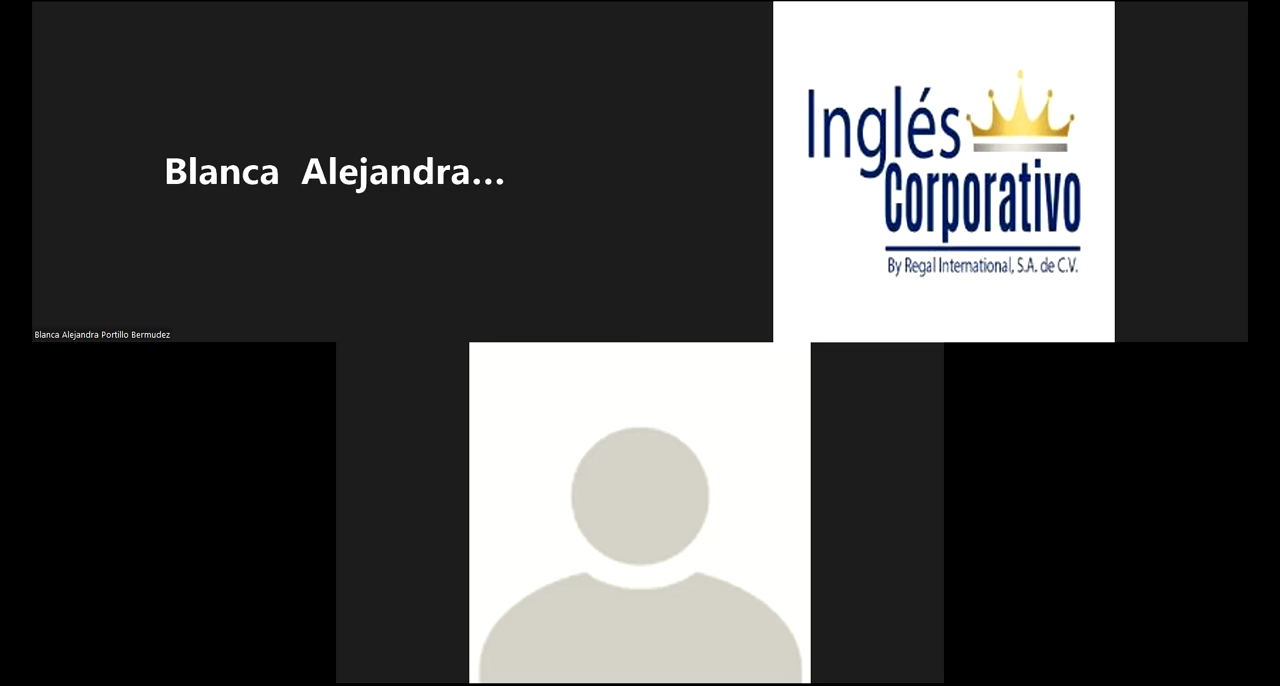 Blanca Alejandra...
Inglés
Corporativo
By Regal International, S.A. de C.V.
Blanca Alejandra Portillo Bermudez